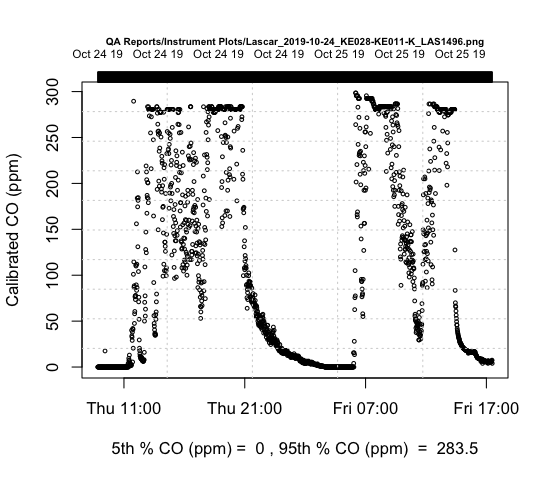 QA Reports/Instrument Plots/Lascar_2019-10-24_KE028-KE011-K_LAS1496.png
Oct 24 19 Oct 24 19 Oct 24 19 Oct 24 19 Oct 25 19 Oct 25 19 Oct 25 19
300
250
200
150
100
50
0
Calibrated CO (ppm)
Thu 11:00 Thu 21:00 Fri 07:00 Fri 17:00
5th % CO (ppm) = 0 , 95th % CO (ppm) = 283.5